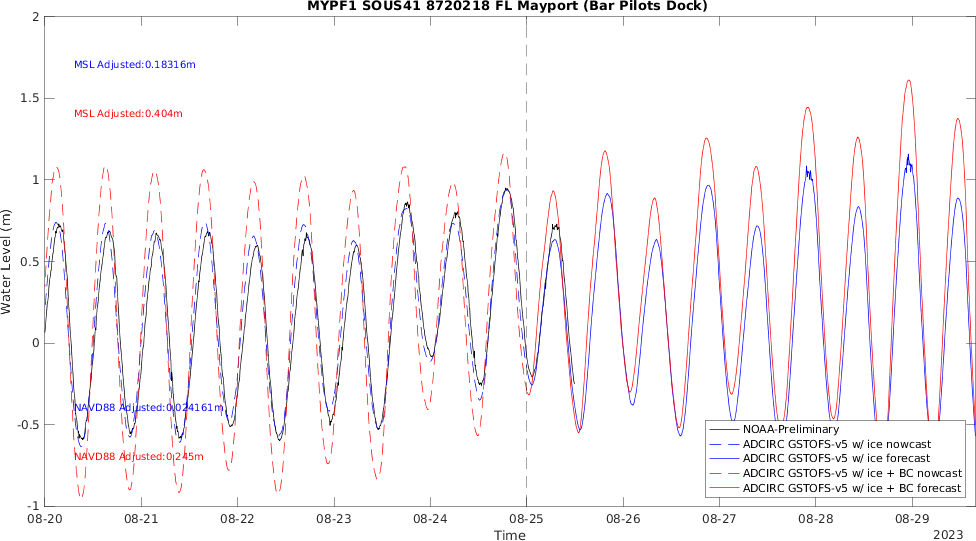 MYPF1 SOUS41 8720218 FL Mayport (Bar Pilots Dock)
2
1.5
1
0.5
0
-0.5
-1
Water Level (m)
MSL Adjusted:0.18316m
MSL Adjusted:0.404m
NAVD88 Adjusted:0.024161m
NAVD88 Adjusted:0.245m
NOAA-Preliminary
ADCIRC GSTOFS-v5 w/ ice nowcast
ADCIRC GSTOFS-v5 w/ ice forecast
ADCIRC GSTOFS-v5 w/ ice + BC nowcast
ADCIRC GSTOFS-v5 w/ ice + BC forecast
08-20 08-21 08-22 08-23 08-24 08-25 08-26 08-27 08-28 08-29
Time
2023